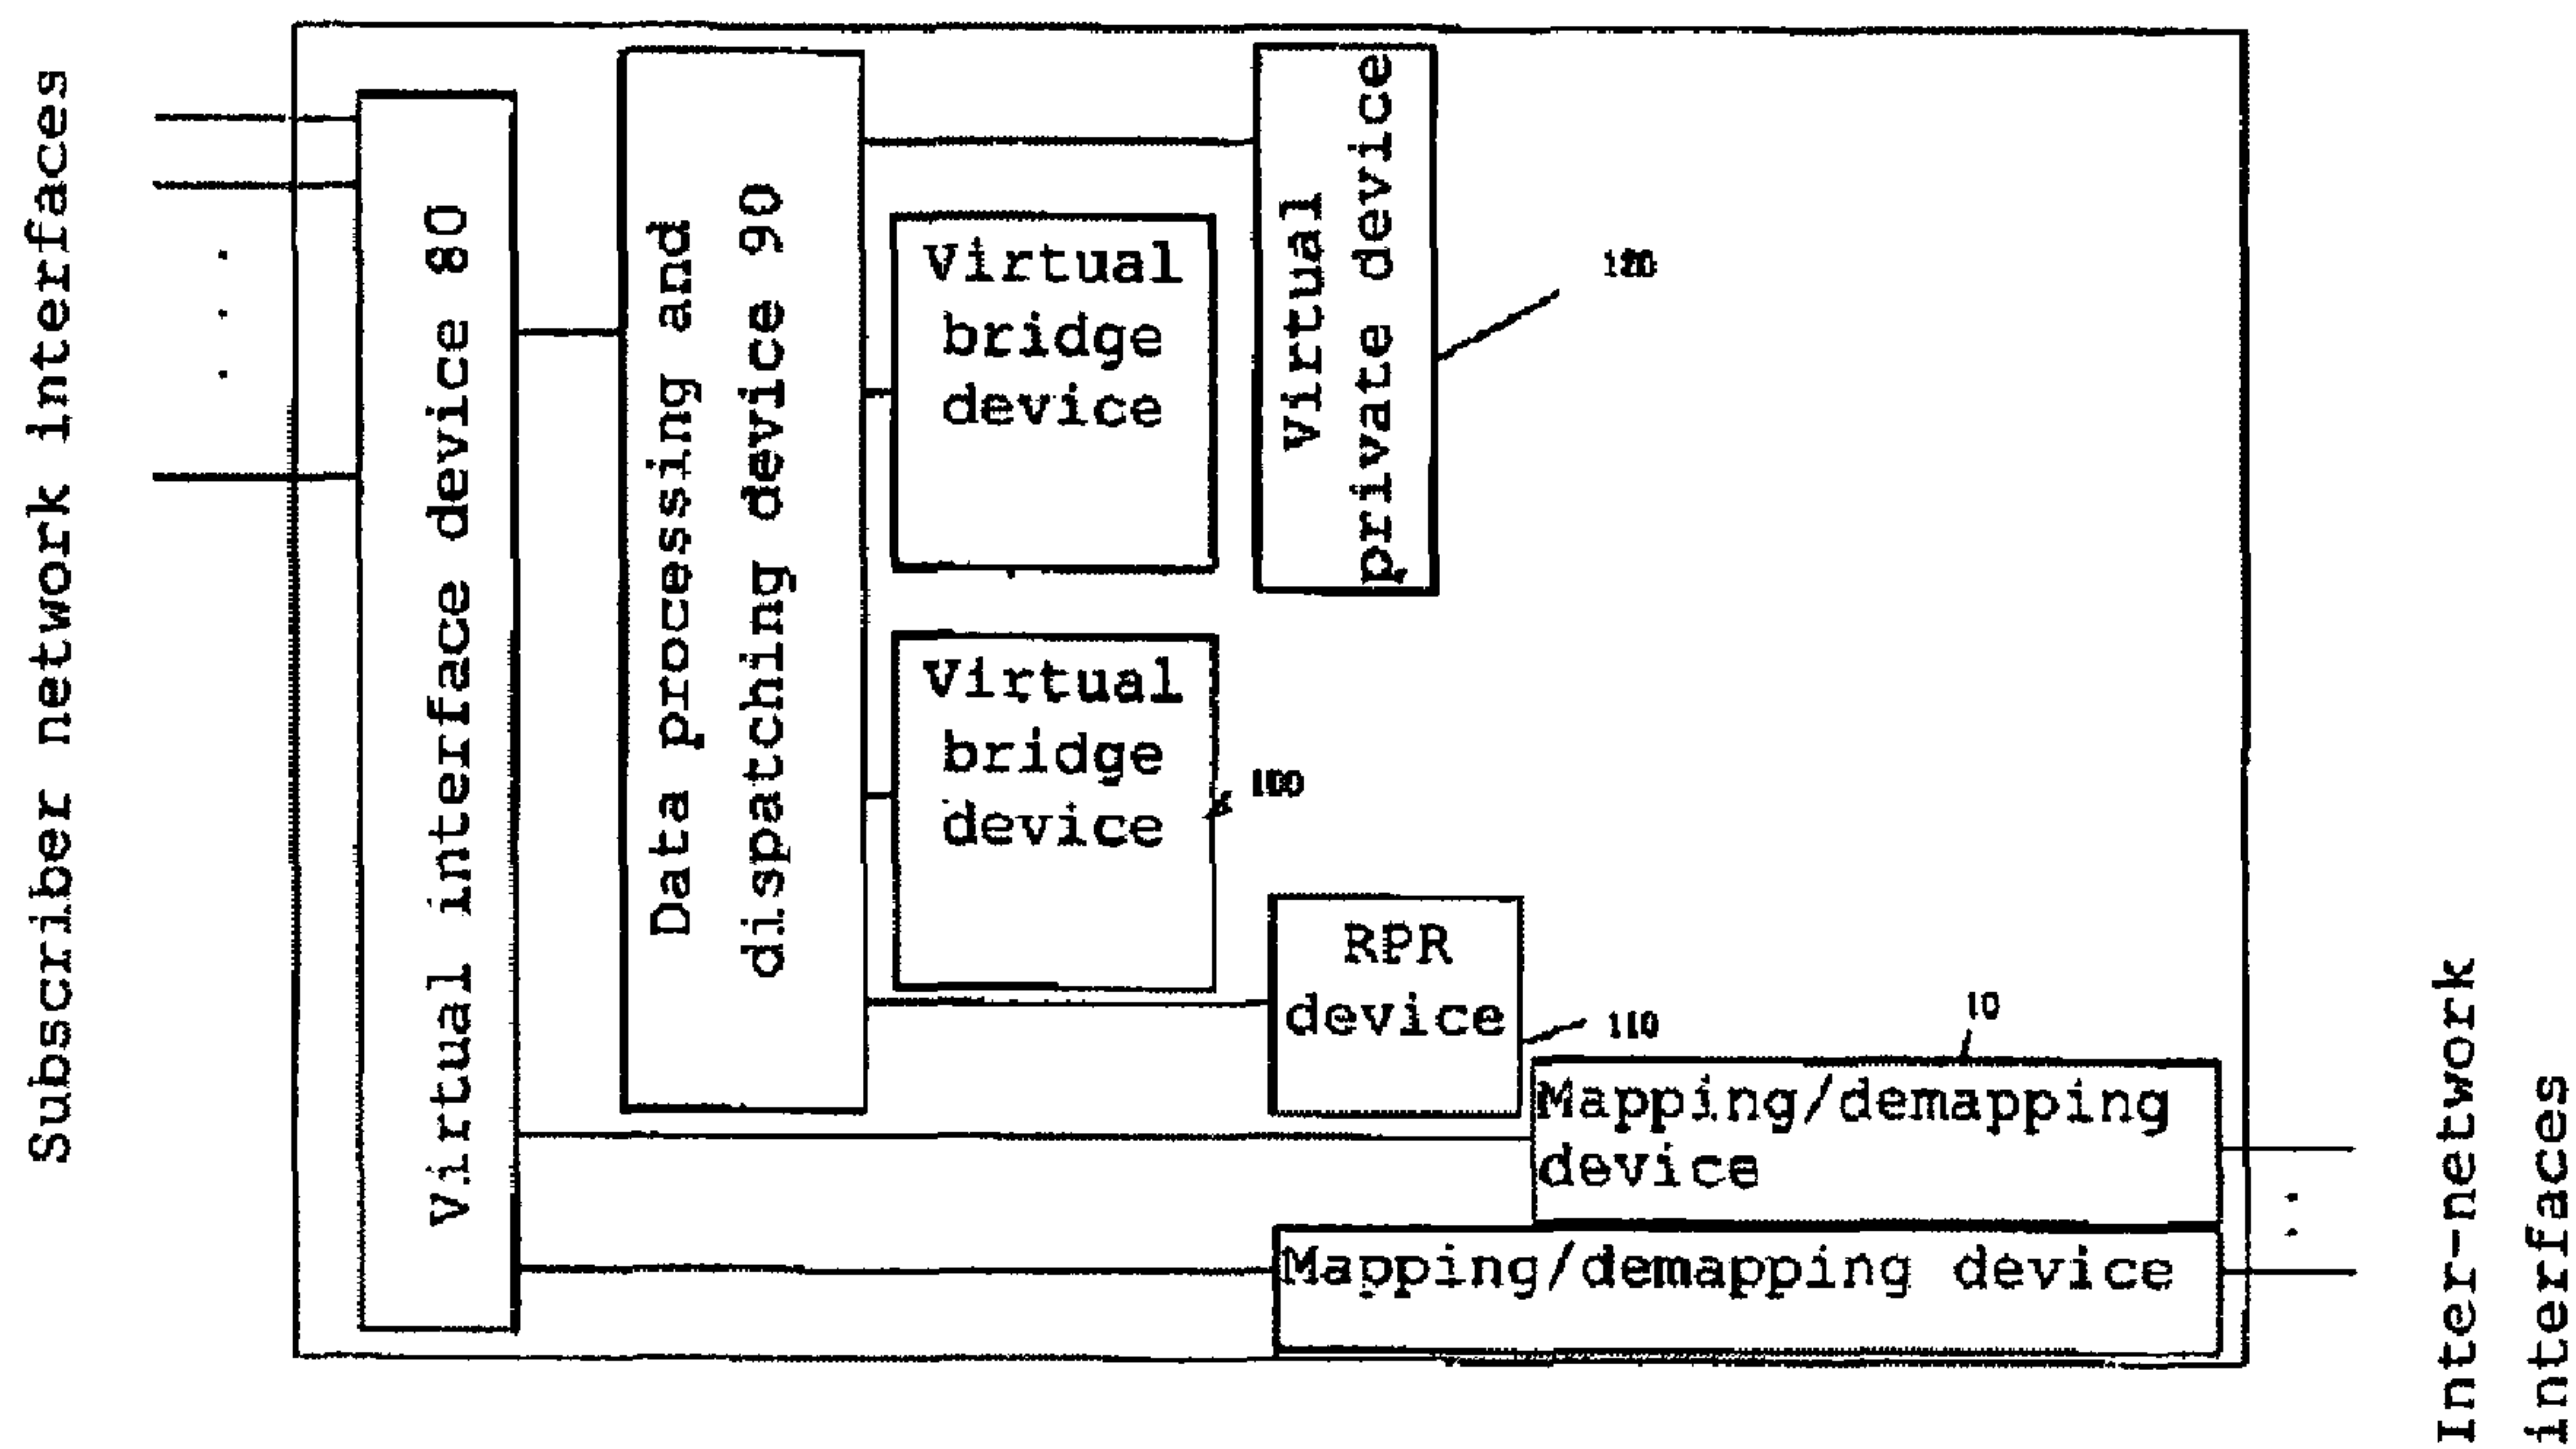 Subscriber network interfaces
Virtual interface device 80
Data processing and
dispatching device 90
Virtual
bridge
device
Virtual
private device
120
Virtual
bridge
device
100
RPR
device
110
10
Mapping/demapping
device
Mapping/demapping device
Inter-network
interfaces